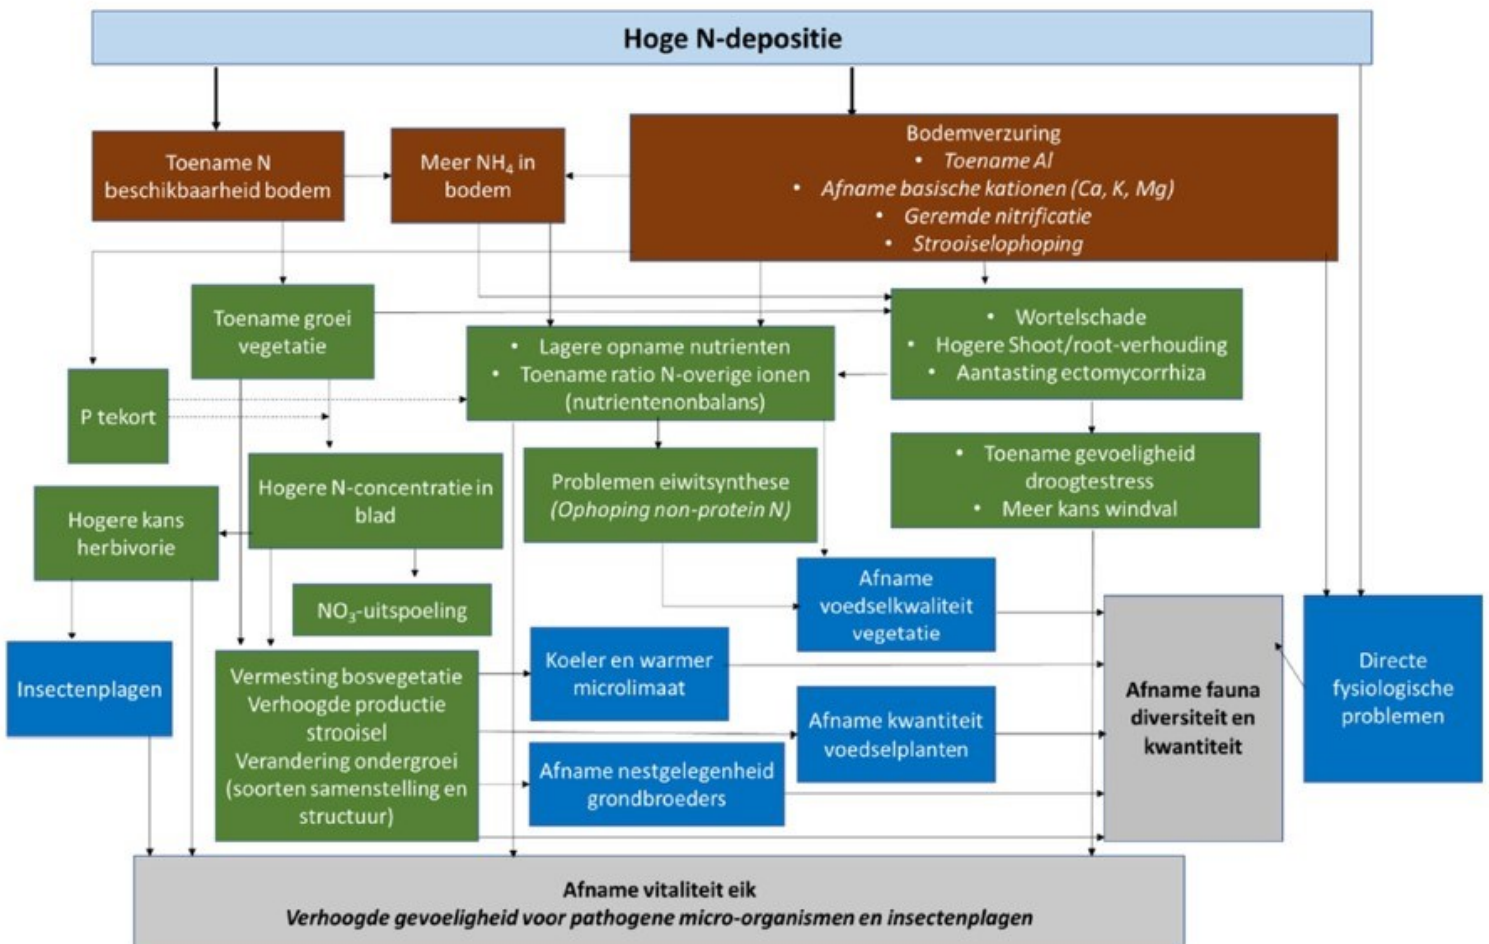 Hoge N-depositie
Toename N
beschikbaarheid bodem
Meer NH₄ in
bodem
Bodemverzuring
• Toename Al
• Afname basische kationen (Ca, K, Mg)
• Geremde nitrificatie
• Strooiselophoping
Toename groei
vegetatie
• Lagere opname nutrienten
• Toename ratio N-overige ionen
(nutrientenonbalans)
• Wortelschade
• Hogere Shoot/root-verhouding
• Aantasting ectomycorrhiza
P tekort
Hogere N-concentratie in
blad
Problemen eiwitsynthese
(Ophoping non-protein N)
• Toename gevoeligheid
droogtestress
• Meer kans windval
Hogere kans
herbivorie
NO₃-uitspoeling
Afname
voedselkwaliteit
vegetatie
Insectenplagen
Vermesting bosvegetatie
Verhoogde productie
strooisel
Verandering ondergroei
(soorten samenstelling en
structuur)
Koeler en warmer
microlimaat
Afname kwantiteit
voedselplanten
Afname nestgelegenheid
grondbroeders
Afname fauna
diversiteit en
kwantiteit
Directe
fysiologische
problemen
Afname vitaliteit eik
Verhoogde gevoeligheid voor pathogene micro-organismen en insectenplagen